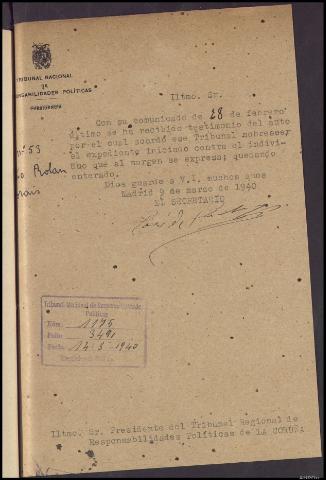 TRIBUNAL NACIONAL
DE
RESPONSABILIDADES POLÍTICAS
PRESIDENCIA
Iltmo. Sr.
Con su comunicado de 28 de febrero
último se ha recibido testimonio del auto
por el cual acordó ese Tribunal sobreseer
el expediente iniciado contra el indivi-
duo que al margen se expresa; quedando
enterado.
nº 53
Rolan
Dios guarde a V.I. muchos años
Madrid 9 de marzo de 1940
EL SECRETARIO
Tribunal Regional de Responsabilidades
Políticas
Núm. 1175
Folio 3491
Fecha 14-3-1940
Iltmo. Sr. Presidente del Tribunal Regional de
Responsabilidades Políticas de LA CORUÑA